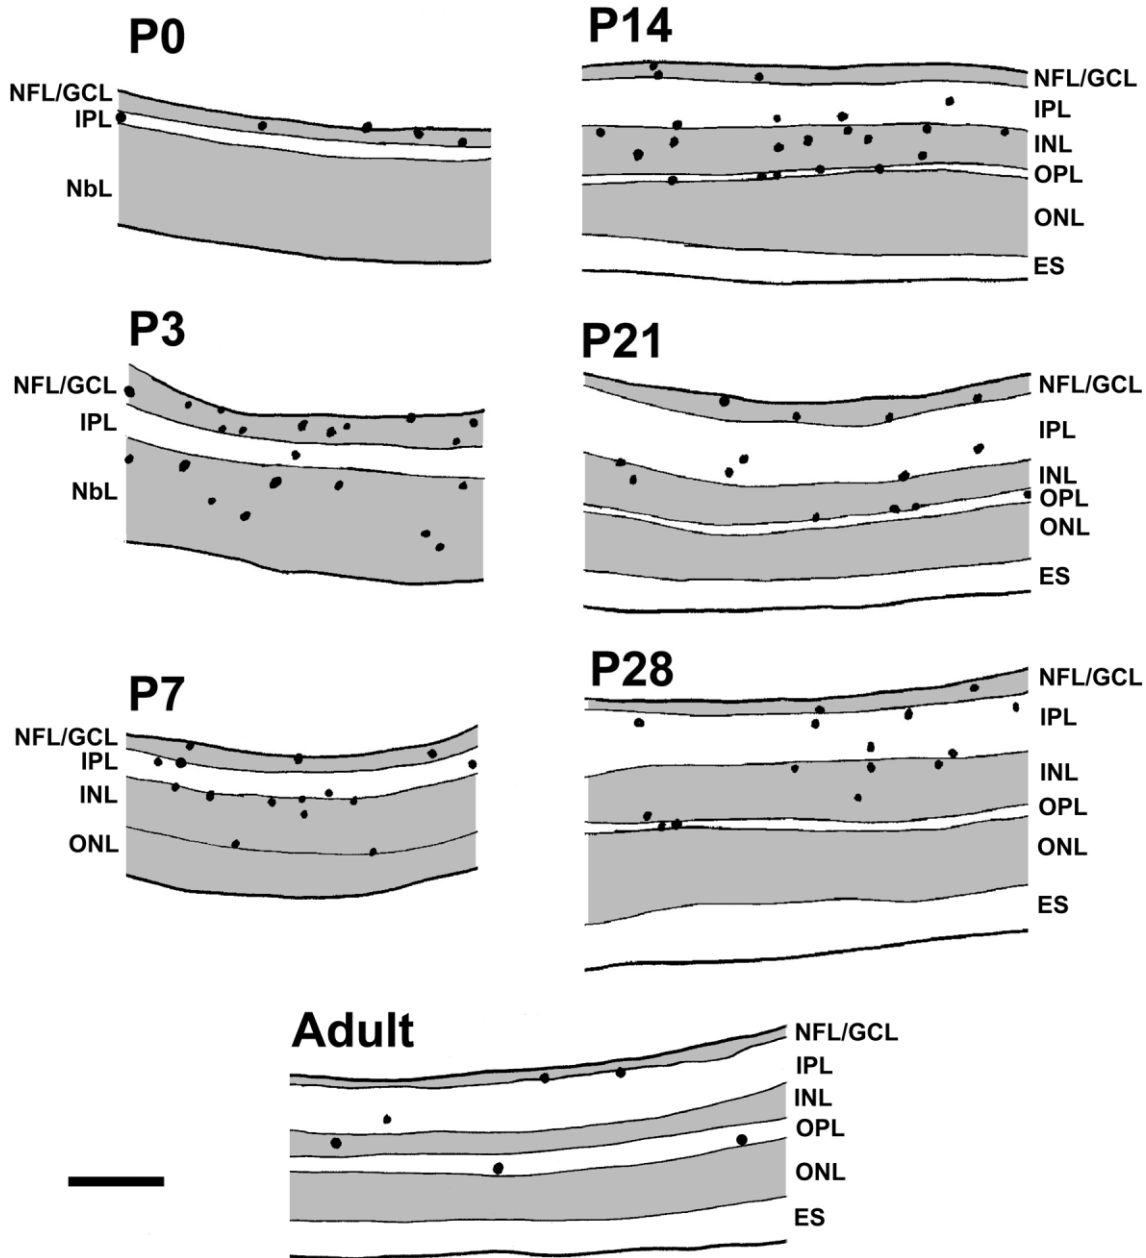 P0
NFL/GCL
IPL
NbL
P14
NFL/GCL
IPL
INL
OPL
ONL
ES
P3
NFL/GCL
IPL
NbL
P21
NFL/GCL
IPL
INL
OPL
ONL
ES
P7
NFL/GCL
IPL
INL
ONL
P28
NFL/GCL
IPL
INL
OPL
ONL
ES
Adult
NFL/GCL
IPL
INL
OPL
ONL
ES